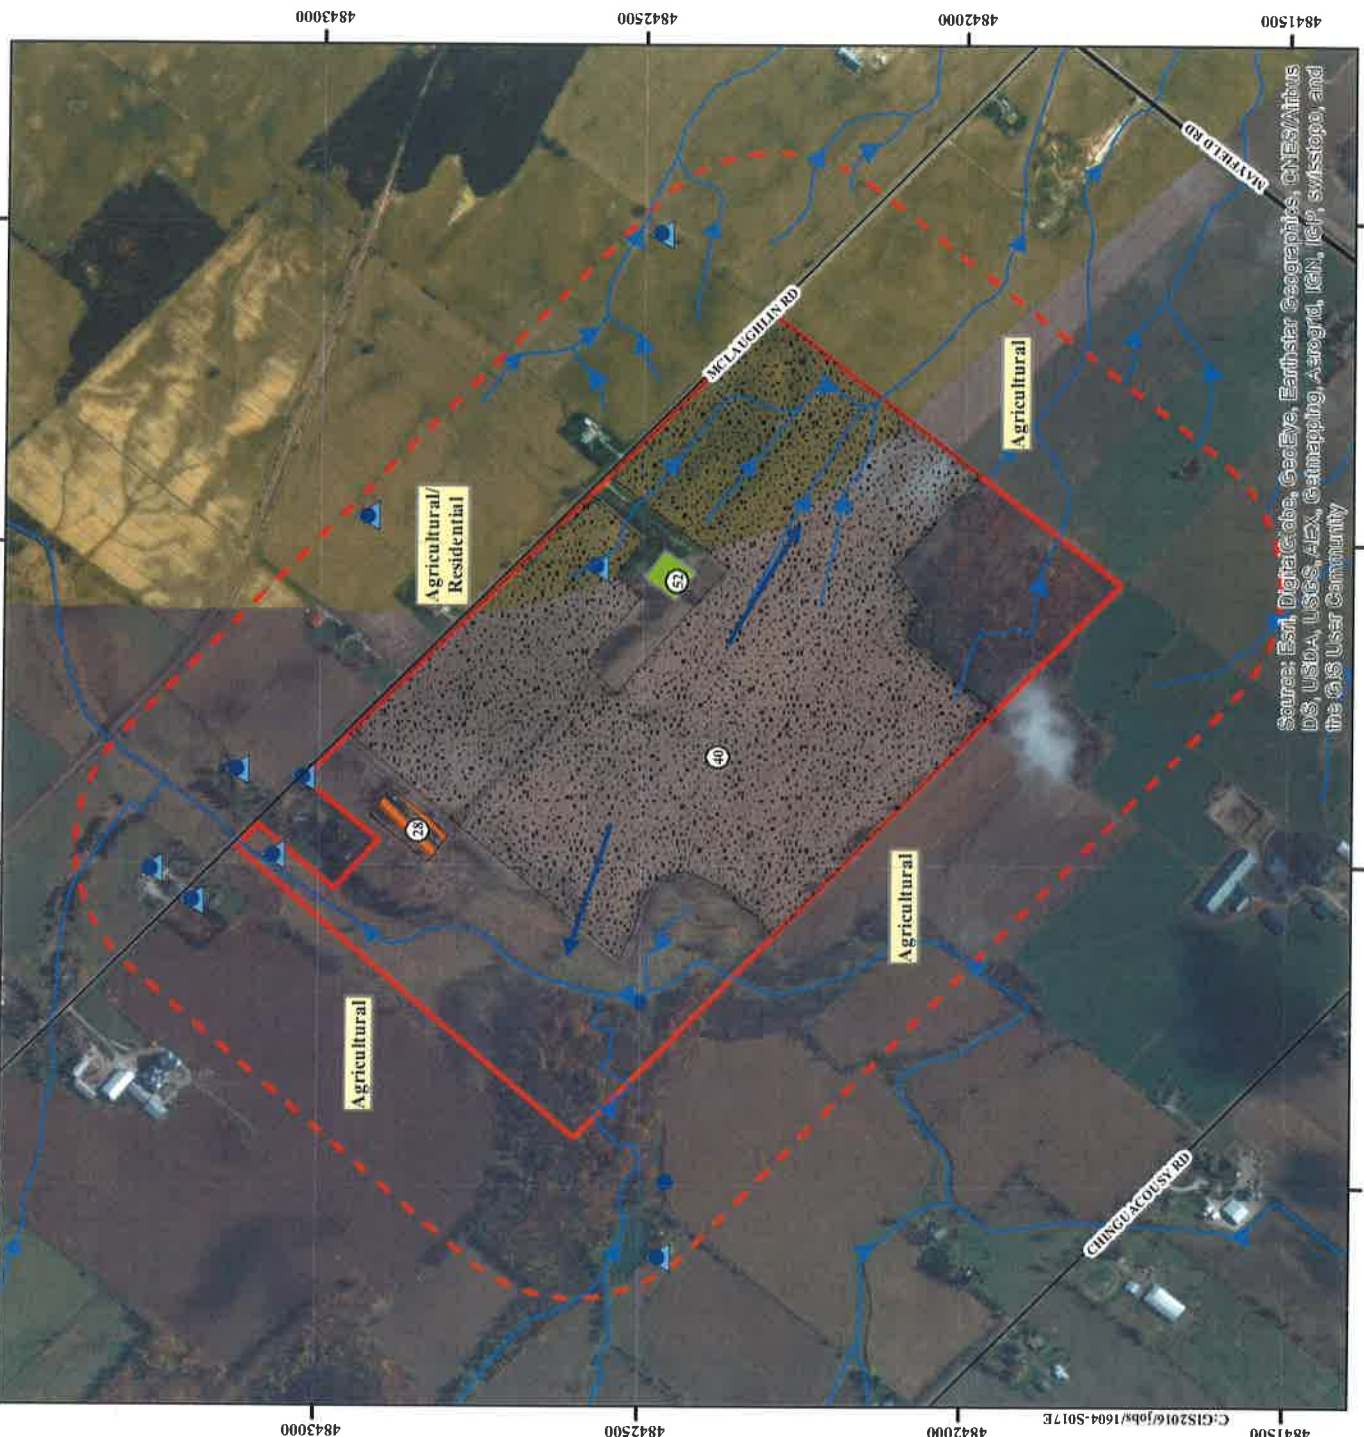 4843000
4842500
4842000
4841500
MAYFIELD RD
MCLAUGHLIN RD
Agricultural
Agricultural/
Residential
52
40
28
Agricultural
Agricultural
CHINGUACOUSY RD
Source: Esri, DigitalGlobe, GeoEye, Earthstar Geographics, CNES/Airbus
DS, USDA, USGS, AEX, Getmapping, Aerogrid, IGN, IGP, swisstopo, and
the GIS User Community
4843000
4842500
4842000
4841500
C:GIS2016/jobs/1604-S017E